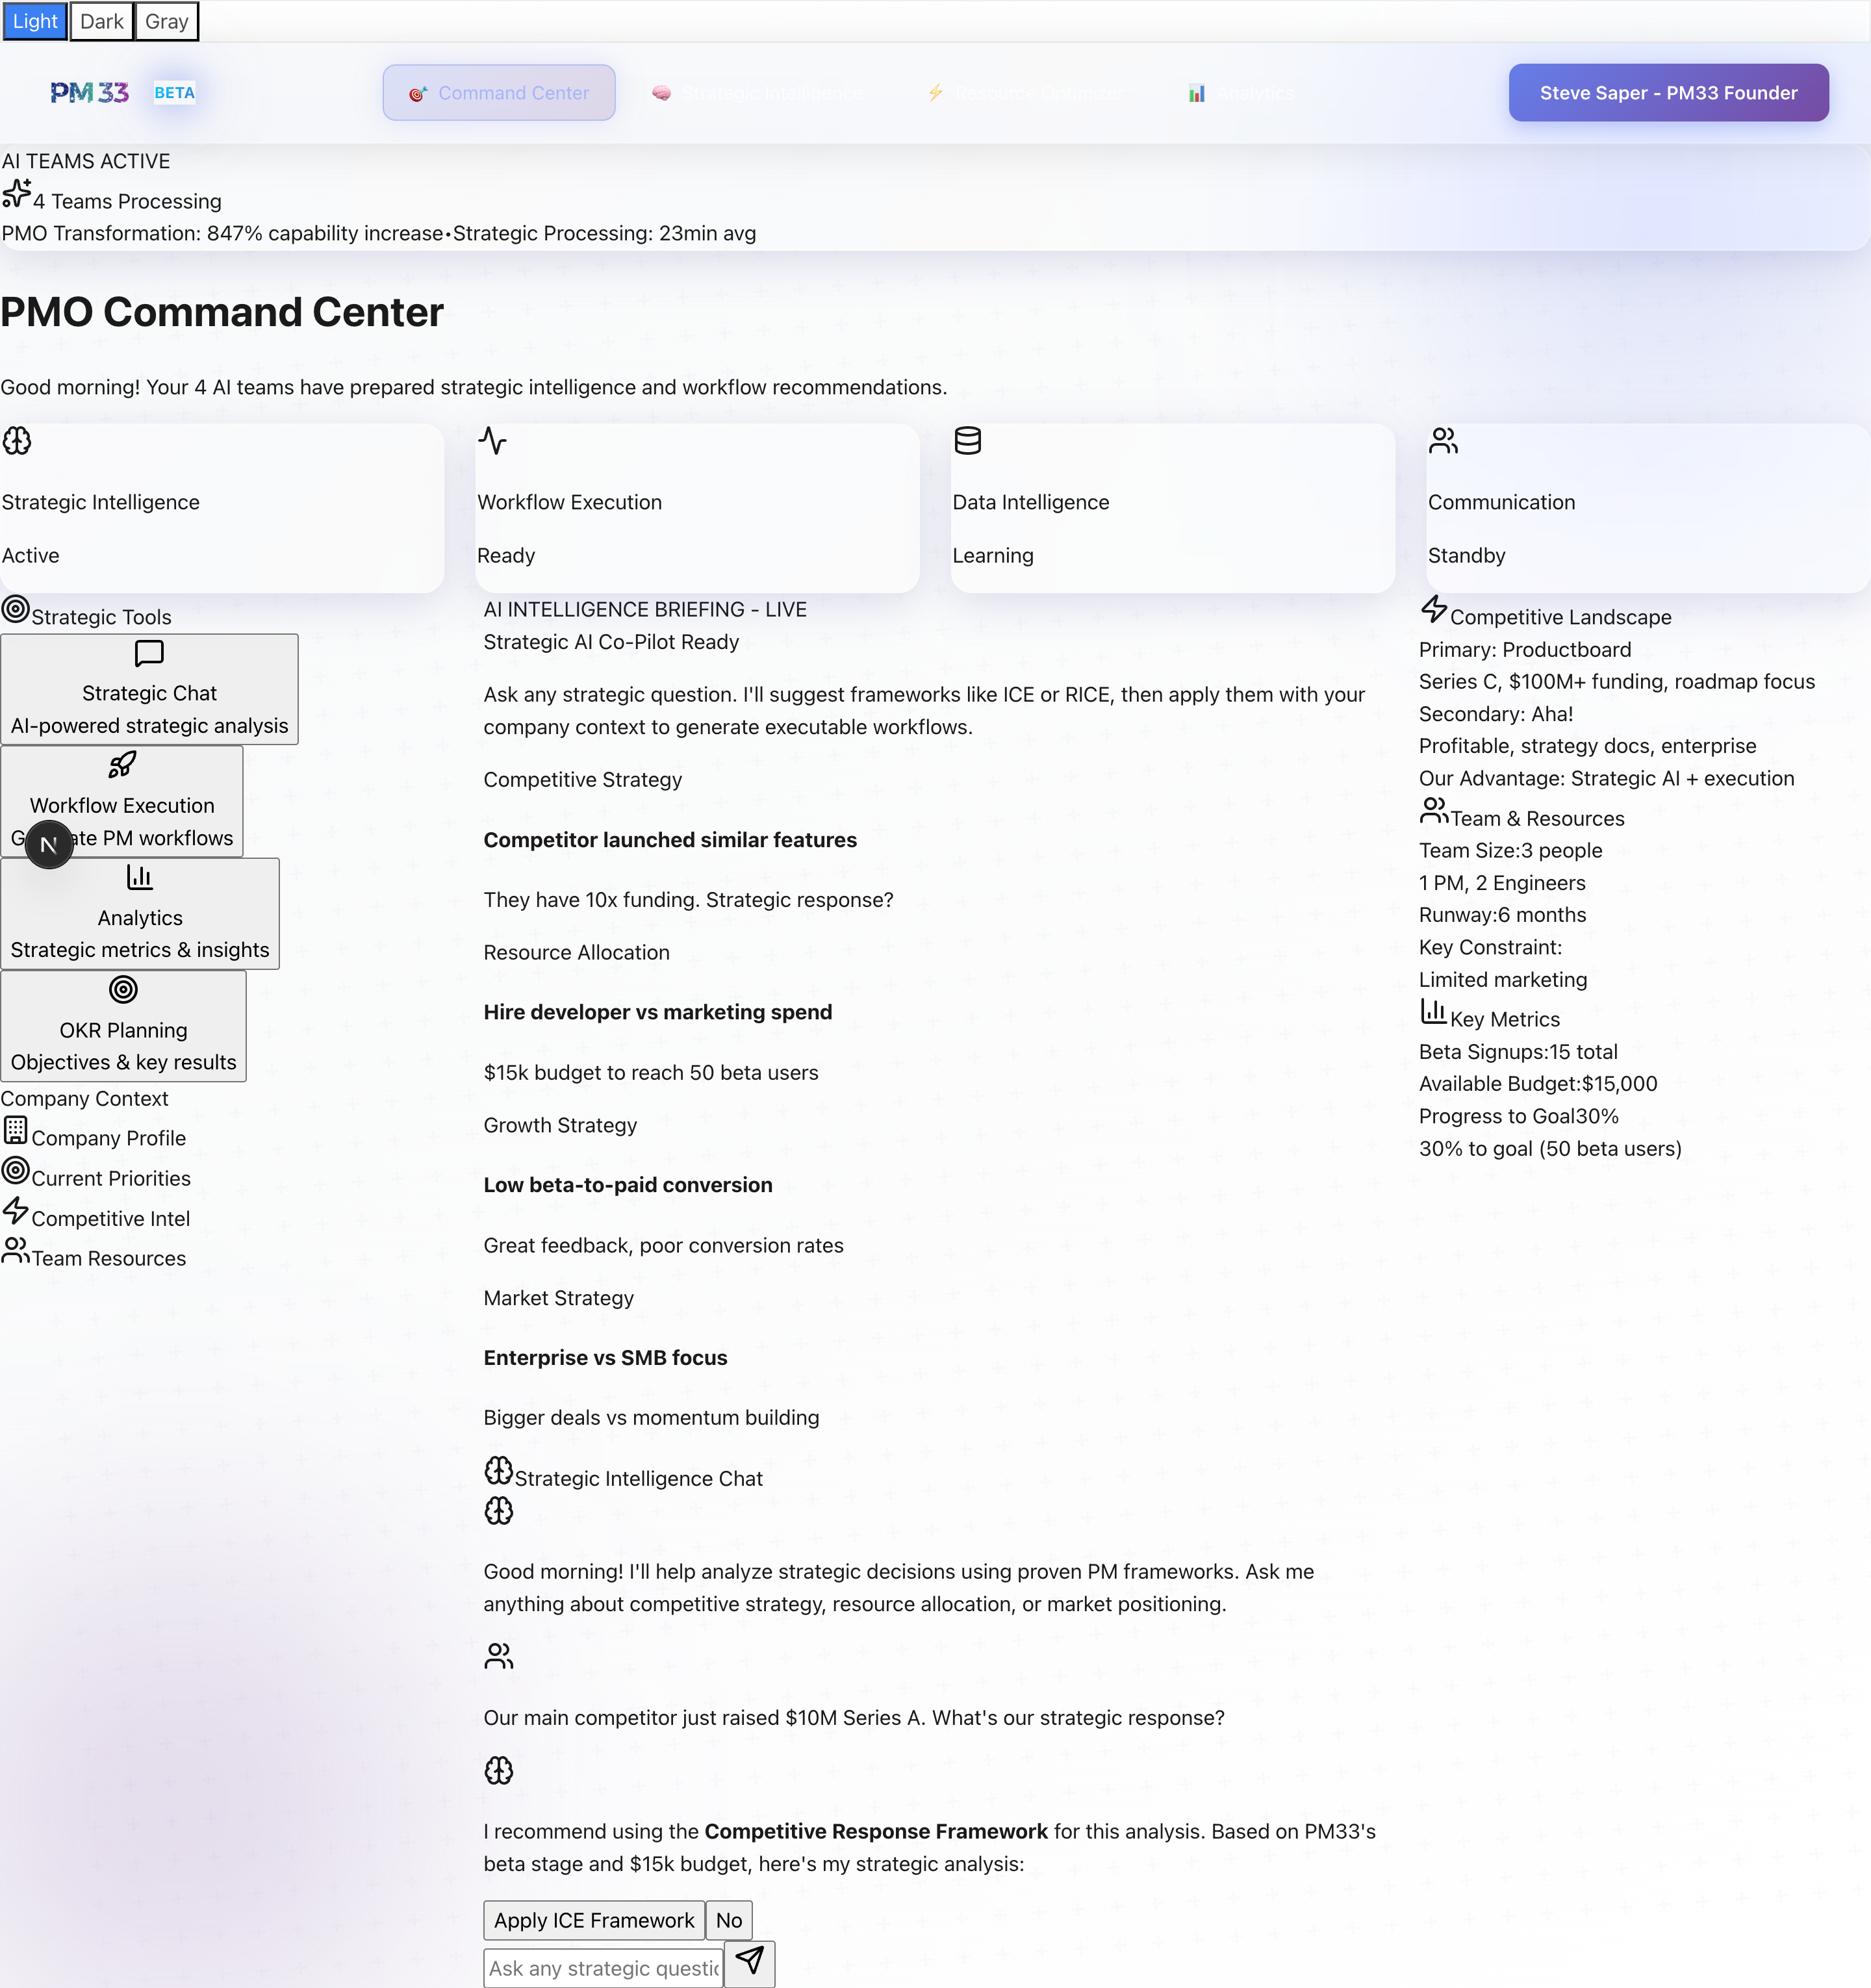 Light Dark Gray
PM33 BETA
Command Center
Strategic Intelligence
Resource Optimizer
Analytics
Steve Saper - PM33 Founder
AI TEAMS ACTIVE
4 Teams Processing
PMO Transformation: 847% capability increase•Strategic Processing: 23min avg
PMO Command Center
Good morning! Your 4 AI teams have prepared strategic intelligence and workflow recommendations.
Strategic Intelligence
Active
Workflow Execution
Ready
Data Intelligence
Learning
Communication
Standby
Strategic Tools
Strategic Chat
AI-powered strategic analysis
Workflow Execution
PM workflows
N
Analytics
Strategic metrics & insights
OKR Planning
Objectives & key results
Company Context
Company Profile
Current Priorities
Competitive Intel
Team Resources
AI INTELLIGENCE BRIEFING - LIVE
Strategic AI Co-Pilot Ready
Ask any strategic question. I'll suggest frameworks like ICE or RICE, then apply them with your
company context to generate executable workflows.
Competitive Strategy
Competitor launched similar features
They have 10x funding. Strategic response?
Resource Allocation
Hire developer vs marketing spend
$15k budget to reach 50 beta users
Growth Strategy
Low beta-to-paid conversion
Great feedback, poor conversion rates
Market Strategy
Enterprise vs SMB focus
Bigger deals vs momentum building
Strategic Intelligence Chat
Good morning! I'll help analyze strategic decisions using proven PM frameworks. Ask me
anything about competitive strategy, resource allocation, or market positioning.
Our main competitor just raised $10M Series A. What's our strategic response?
I recommend using the Competitive Response Framework for this analysis. Based on PM33's
beta stage and $15k budget, here's my strategic analysis:
Apply ICE Framework No
Ask any strategic questic
Competitive Landscape
Primary: Productboard
Series C, $100M+ funding, roadmap focus
Secondary: Aha!
Profitable, strategy docs, enterprise
Our Advantage: Strategic AI + execution
Team & Resources
Team Size:3 people
1 PM, 2 Engineers
Runway:6 months
Key Constraint:
Limited marketing
Key Metrics
Beta Signups:15 total
Available Budget:$15,000
Progress to Goal30%
30% to goal (50 beta users)